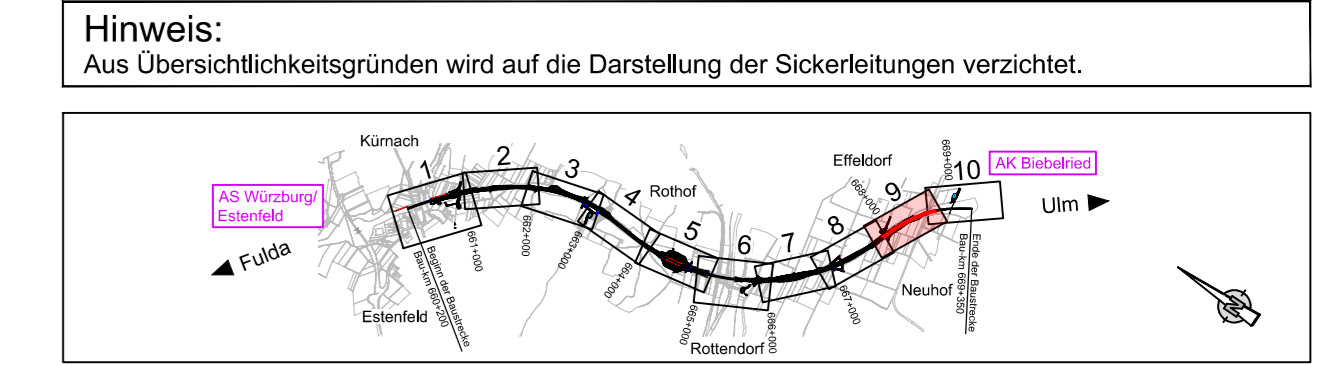 Hinweis:
Aus Übersichtlichkeitsgründen wird auf die Darstellung der Sickerleitungen verzichtet.
Kürnach
1
2
3
4
Rothof
5
6
7
8
Effeldorf
9
10
AK Biebelried
AS Würzburg/
Estenfeld
Fulda
Ulm
661+000
662+000
663+000
664+000
665+000
666+000
667+000
668+000
669+000
Beginn der Baustrecke
Bau-km 660+200
Ende der Baustrecke
Bau-km 669+350
Estenfeld
Rottendorf
Neuhof
N